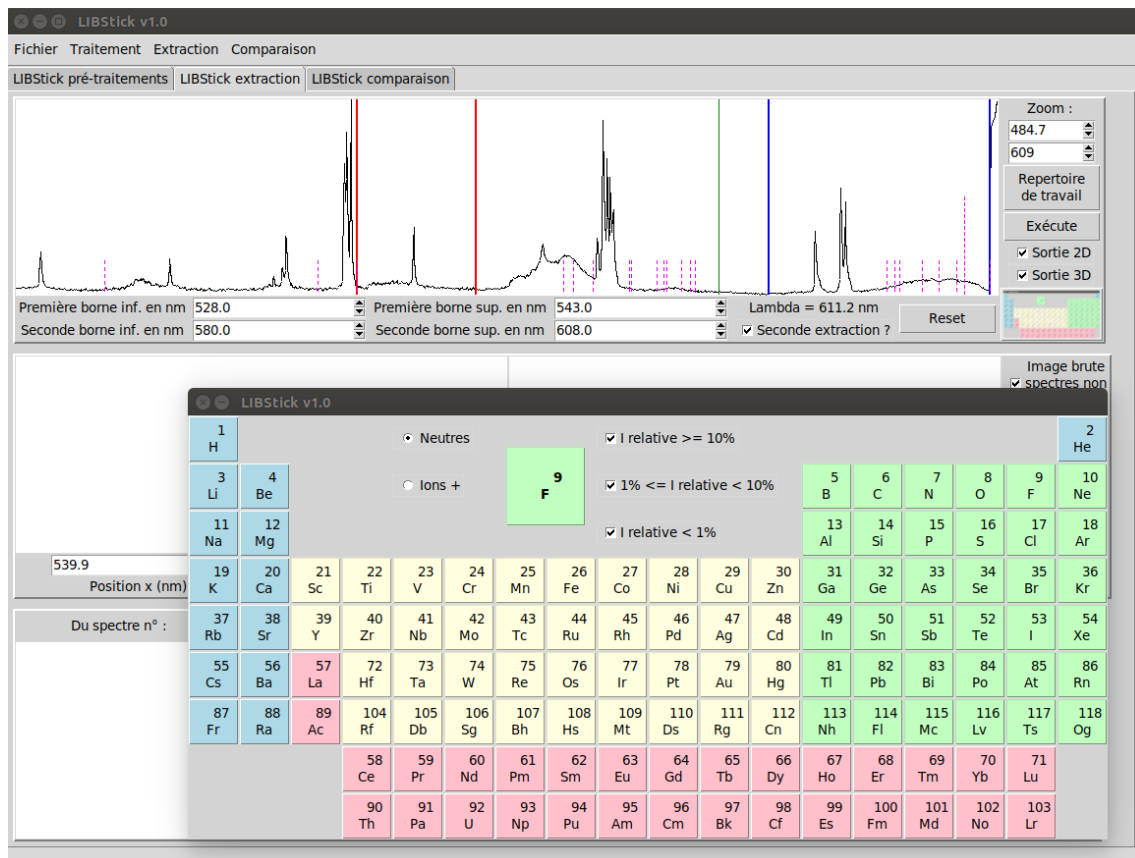 LIBStick v1.0
Fichier Traitement Extraction Comparaison
LIBStick pré-traitements LIBStick extraction LIBStick comparaison
Zoom :
484.7
609
Repertoire
de travail
Exécute
Sortie 2D
Sortie 3D
Première borne inf. en nm 528.0 Première borne sup. en nm 543.0 Lambda = 611.2 nm
Seconde borne inf. en nm 580.0 Seconde borne sup. en nm 608.0 Seconde extraction ? Reset
Image brute
spectres non
539.9
Position x (nm)
Du spectre n° :
LIBStick v1.0
Neutres I relative >= 10%
Ions + 1% <= I relative < 10%
I relative < 1%
9
F
1 2
H He
3 4 5 6 7 8 9 10
Li Be B C N O F Ne
11 12 13 14 15 16 17 18
Na Mg Al Si P S Cl Ar
19 20 21 22 23 24 25 26 27 28 29 30 31 32 33 34 35 36
K Ca Sc Ti V Cr Mn Fe Co Ni Cu Zn Ga Ge As Se Br Kr
37 38 39 40 41 42 43 44 45 46 47 48 49 50 51 52 53 54
Rb Sr Y Zr Nb Mo Tc Ru Rh Pd Ag Cd In Sn Sb Te I Xe
55 56 57 72 73 74 75 76 77 78 79 80 81 82 83 84 85 86
Cs Ba La Hf Ta W Re Os Ir Pt Au Hg Tl Pb Bi Po At Rn
87 88 89 104 105 106 107 108 109 110 111 112 113 114 115 116 117 118
Fr Ra Ac Rf Db Sg Bh Hs Mt Ds Rg Cn Nh Fl Mc Lv Ts Og
58 59 60 61 62 63 64 65 66 67 68 69 70 71
Ce Pr Nd Pm Sm Eu Gd Tb Dy Ho Er Tm Yb Lu
90 91 92 93 94 95 96 97 98 99 100 101 102 103
Th Pa U Np Pu Am Cm Bk Cf Es Fm Md No Lr